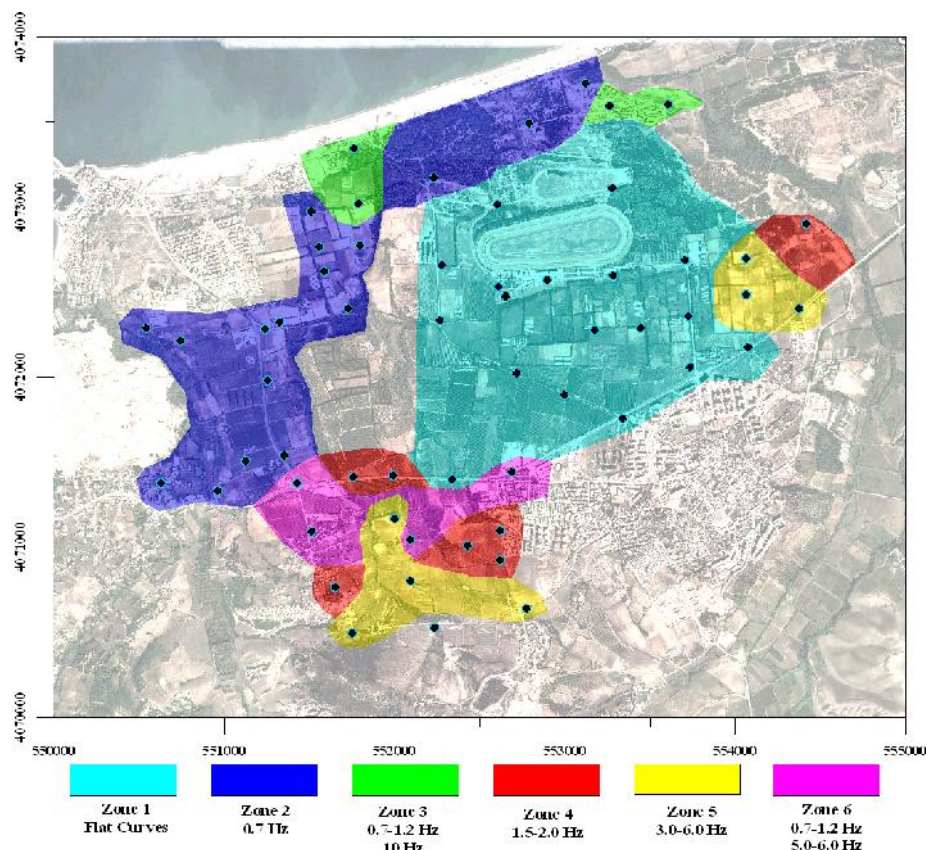 4074000
4073000
4072000
4071000
4070000
550000 551000 552000 553000 554000 555000
Zone 1
Flat Curves
Zone 2
0.7 Hz
Zone 3
0.7-1.2 Hz
10 Hz
Zone 4
1.5-2.0 Hz
Zone 5
3.0-6.0 Hz
Zone 6
0.7-1.2 Hz
5.0-6.0 Hz